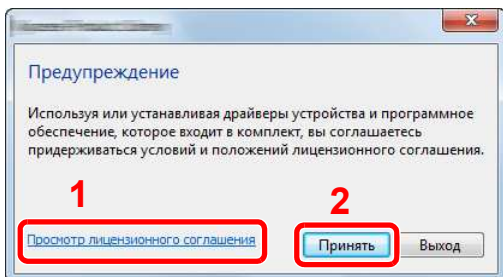 Предупреждение
Используя или устанавливая драйверы устройства и программное
обеспечение, которое входит в комплект, вы соглашаетесь
придерживаться условий и положений лицензионного соглашения.
1
2
Просмотр лицензионного соглашения
Принять
Выход